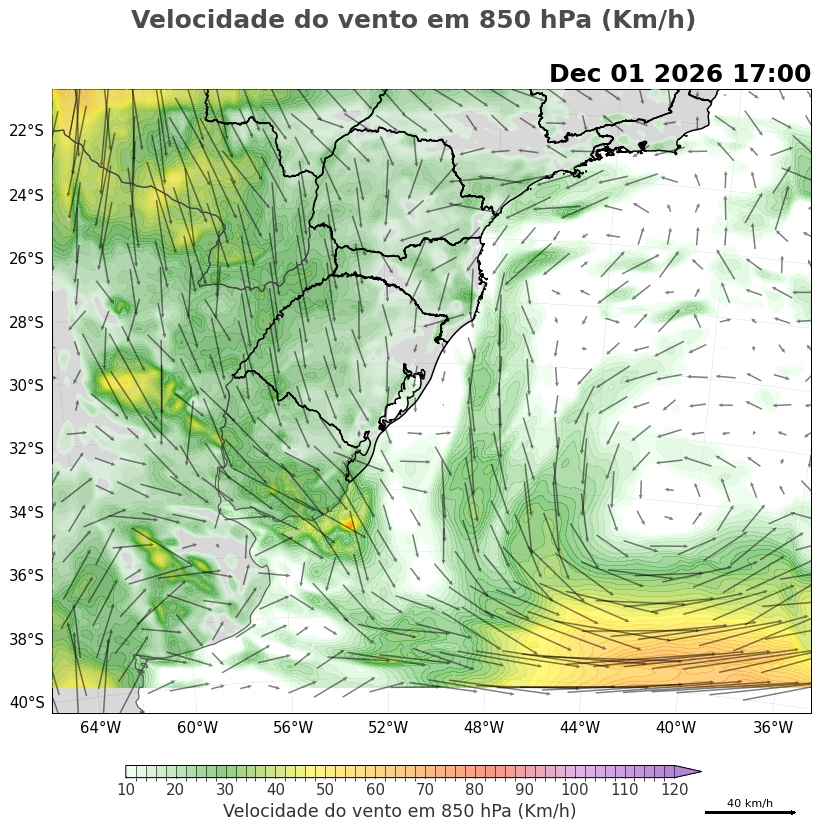 Velocidade do vento em 850 hPa (Km/h)
Dec 01 2026 17:00
22°S
24°S
26°S
28°S
30°S
32°S
34°S
36°S
38°S
40°S
64°W 60°W 56°W 52°W 48°W 44°W 40°W 36°W
10 20 30 40 50 60 70 80 90 100 110 120
Velocidade do vento em 850 hPa (Km/h)
40 km/h